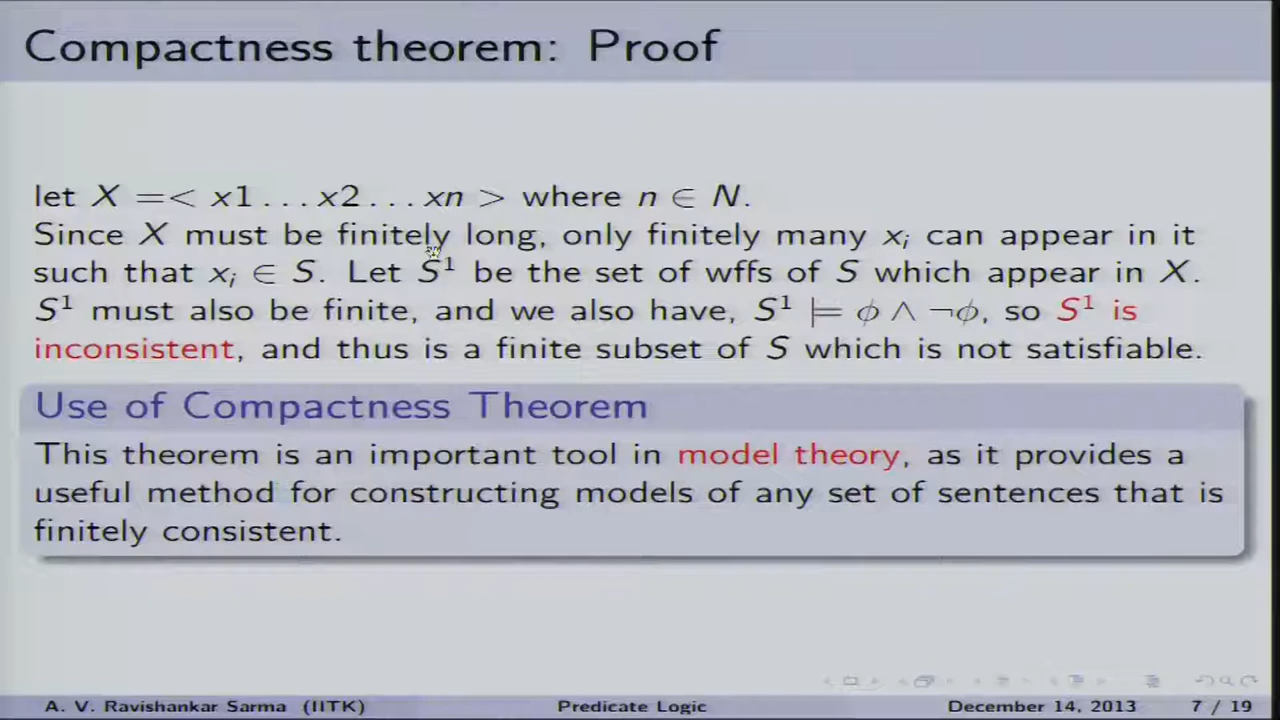 Compactness theorem: Proof
let X =< x1 . . . x2 . . . xn > where n ∈ N.
Since X must be finitely long, only finitely many xᵢ can appear in it
such that xᵢ ∈ S. Let S¹ be the set of wffs of S which appear in X.
S¹ must also be finite, and we also have, S¹ ⊨ ϕ ∧ ¬ϕ, so S¹ is
inconsistent, and thus is a finite subset of S which is not satisfiable.
Use of Compactness Theorem
This theorem is an important tool in model theory, as it provides a
useful method for constructing models of any set of sentences that is
finitely consistent.
A. V. Ravishankar Sarma (IITK) Predicate Logic December 14, 2013 7 / 19